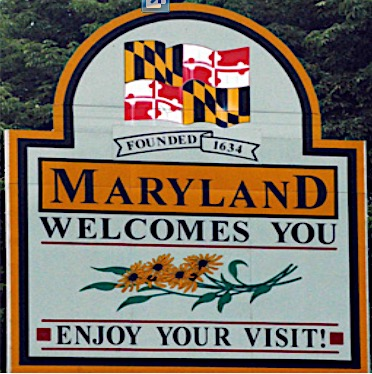 FOUNDED 1634
MARYLAND
WELCOMES YOU
ENJOY YOUR VISIT!